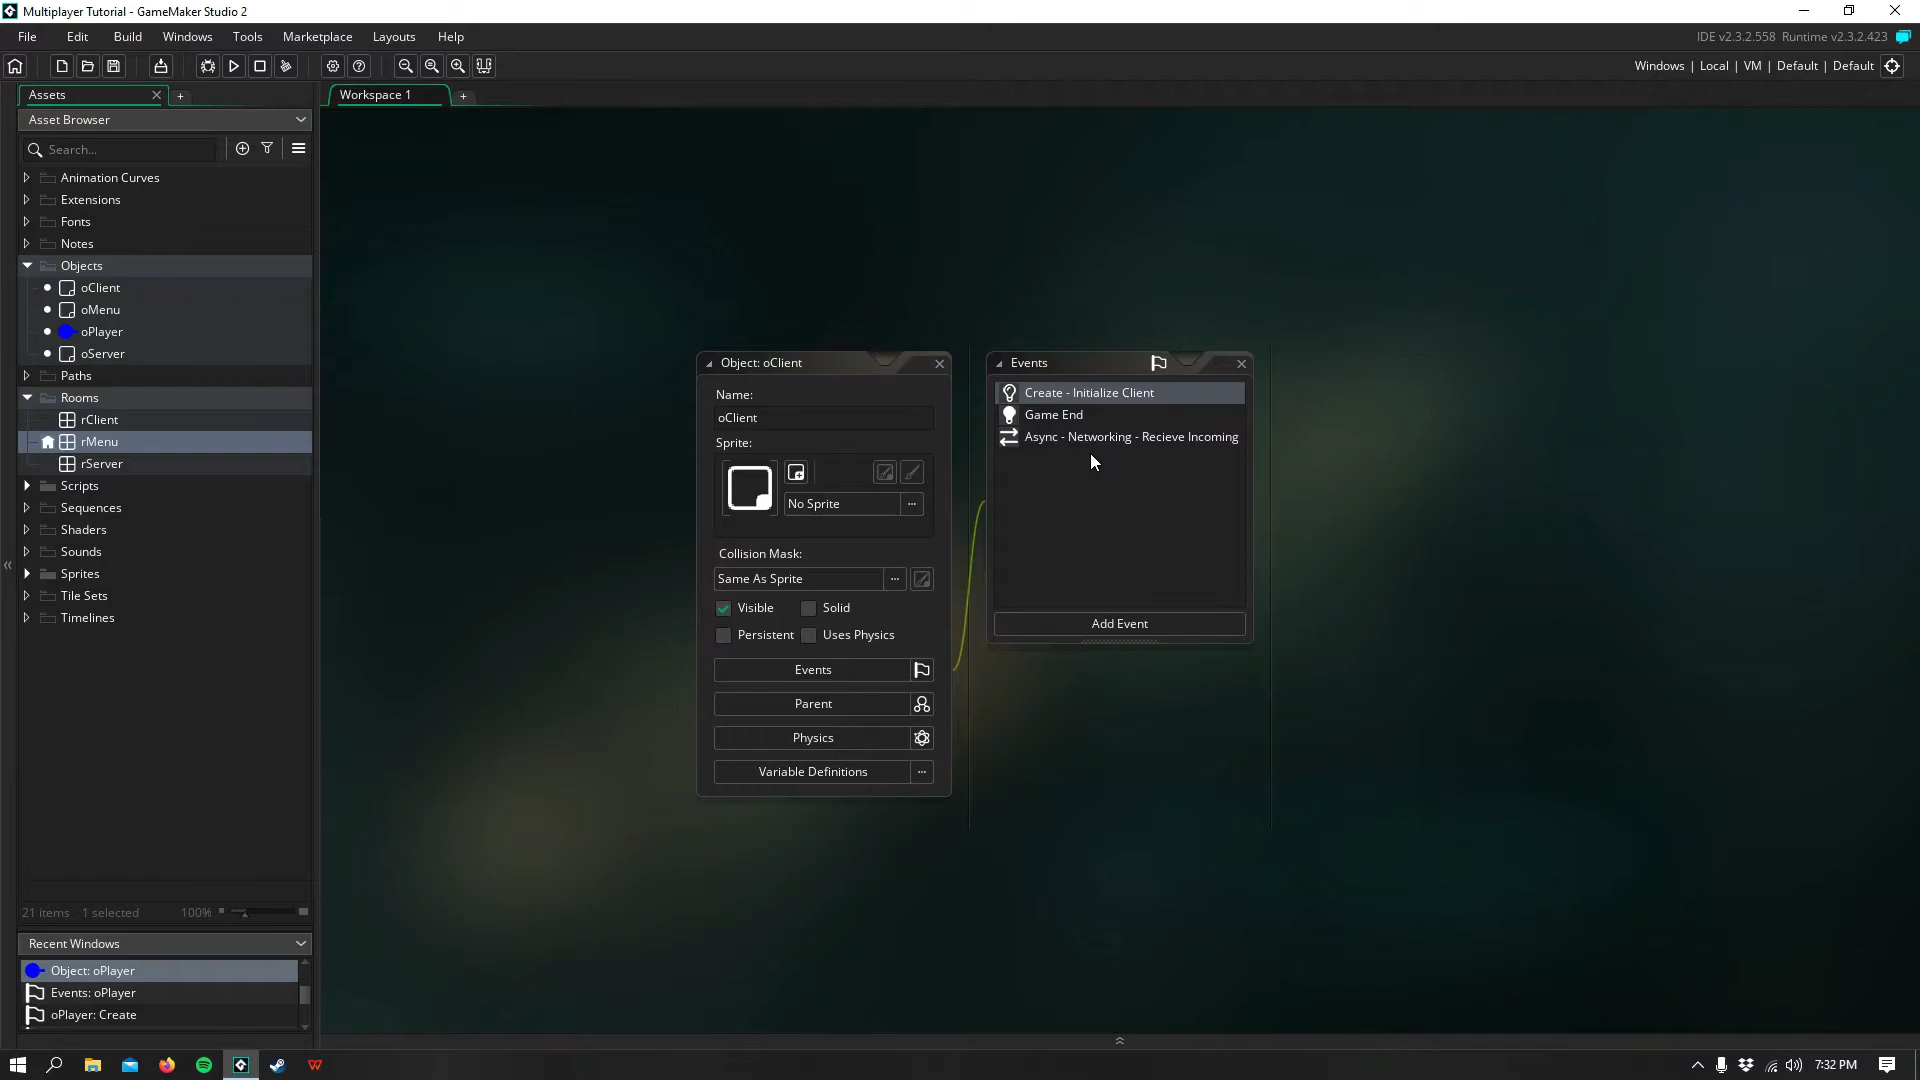 Multiplayer Tutorial - GameMaker Studio 2
File Edit Build Windows Tools Marketplace Layouts Help
IDE v2.3.2.558 Runtime v2.3.2.423
Windows | Local | VM | Default | Default
Assets
Workspace 1
Asset Browser
Search...
Animation Curves
Extensions
Fonts
Notes
Objects
oClient
oMenu
oPlayer
oServer
Paths
Rooms
rClient
rMenu
rServer
Scripts
Sequences
Shaders
Sounds
Sprites
Tile Sets
Timelines
21 items 1 selected 100%
Recent Windows
Object: oPlayer
Events: oPlayer
oPlayer: Create
Object: oClient
Name:
oClient
Sprite:
No Sprite
Collision Mask:
Same As Sprite
Visible Solid
Persistent Uses Physics
Events
Parent
Physics
Variable Definitions
Events
Create - Initialize Client
Game End
Async - Networking - Recieve Incoming
Add Event
7:32 PM